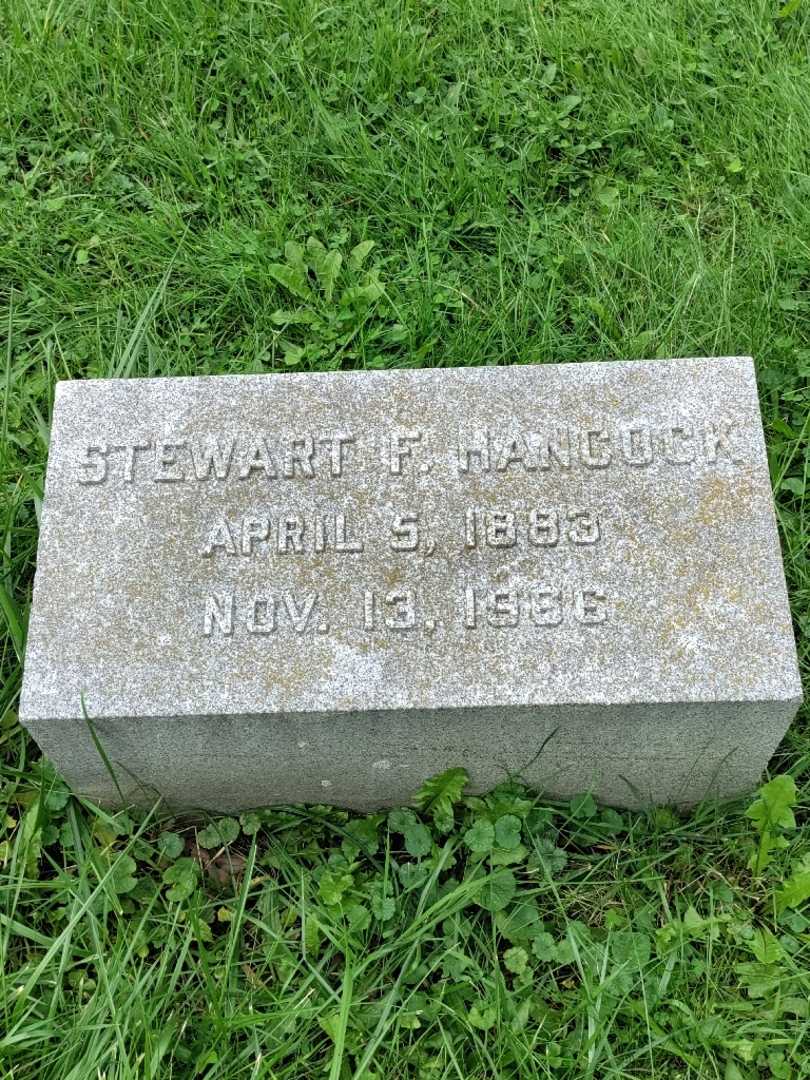 STEWART F. HANCOCK
APRIL 5, 1883
NOV. 13, 1966